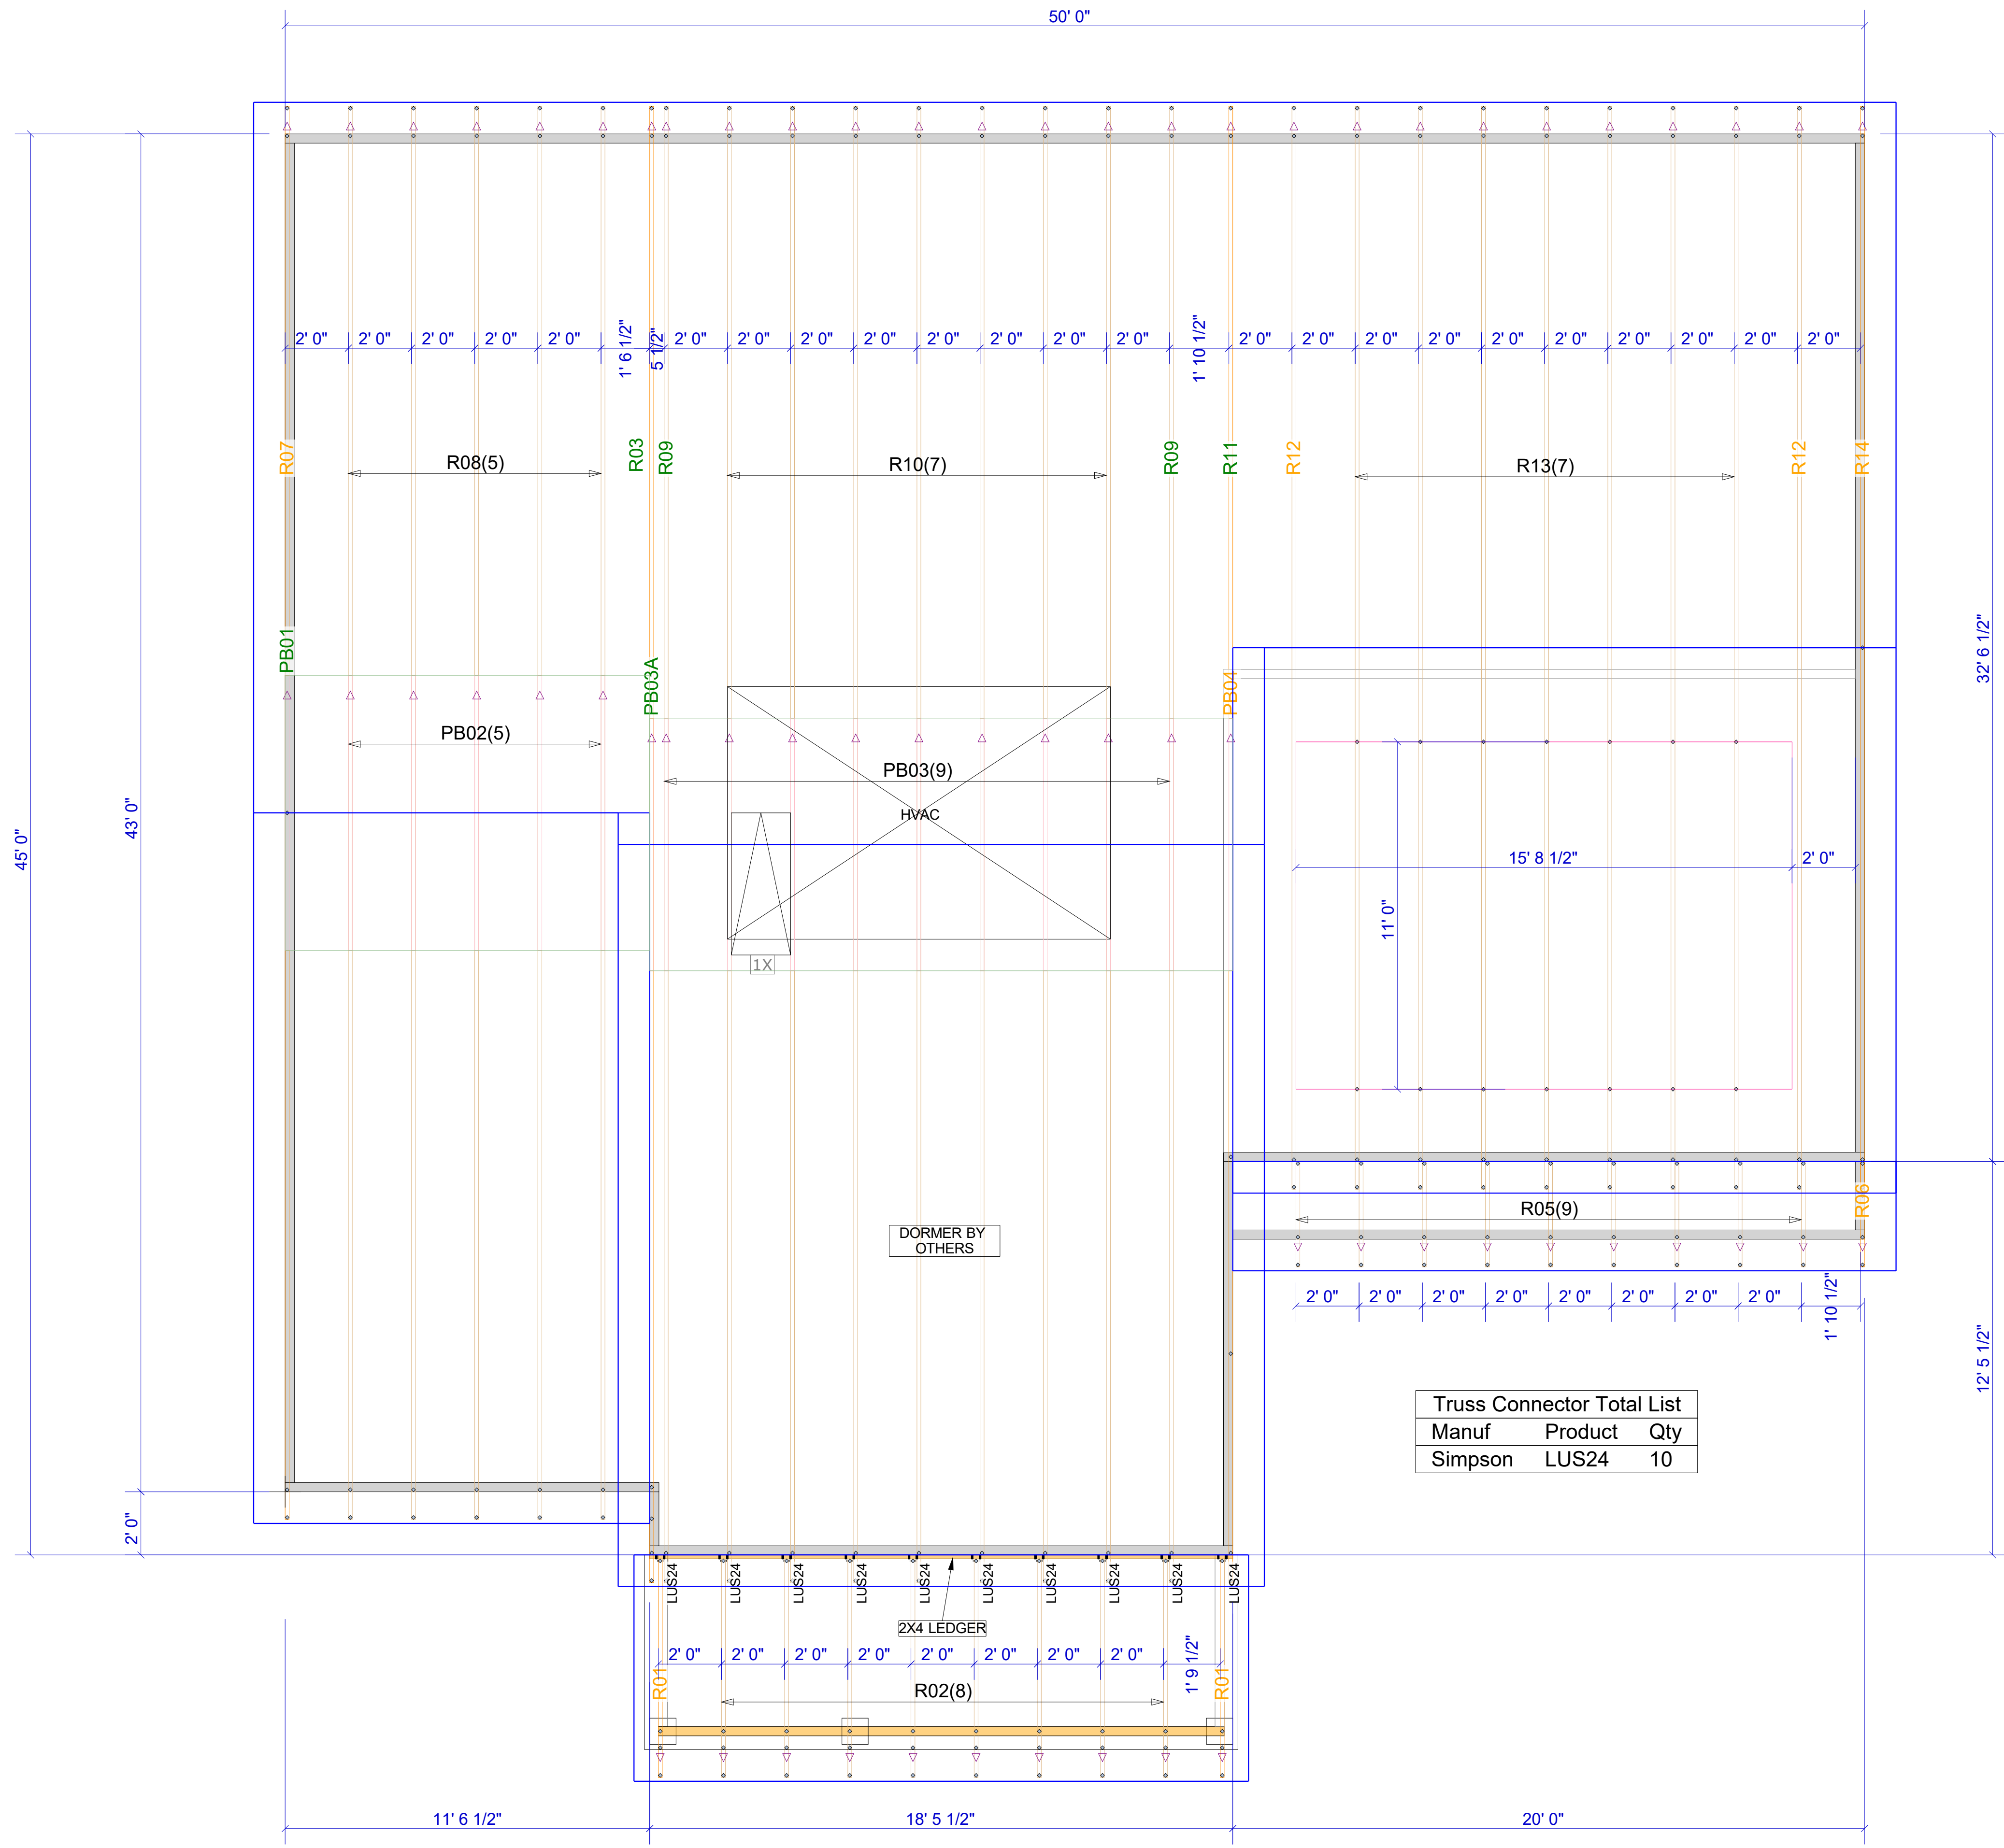 50' 0"
2' 0" 2' 0" 2' 0" 2' 0" 2' 0" 1' 6 1/2" 5 1/2" 2' 0" 2' 0" 2' 0" 2' 0" 2' 0" 2' 0" 2' 0" 2' 0" 1' 10 1/2" 2' 0" 2' 0" 2' 0" 2' 0" 2' 0" 2' 0" 2' 0" 2' 0" 2' 0" 2' 0"
R07 R08(5) R03 R09 R10(7) R09 R11 R12 R13(7) R12 R14
32' 6 1/2"
PB01 PB03A PB04
PB02(5)
PB03(9)
HVAC
45' 0"
43' 0"
15' 8 1/2" 2' 0"
11' 0"
1X
R06
R05(9)
DORMER BY
OTHERS
2' 0" 2' 0" 2' 0" 2' 0" 2' 0" 2' 0" 2' 0" 2' 0" 1' 10 1/2"
12' 5 1/2"
Truss Connector Total List
Manuf Product Qty
Simpson LUS24 10
2' 0"
LUS24 LUS24 LUS24 LUS24 LUS24 LUS24 LUS24 LUS24 LUS24 LUS24
2X4 LEDGER
2' 0" 2' 0" 2' 0" 2' 0" 2' 0" 2' 0" 2' 0" 2' 0" 1' 9 1/2"
R01 R02(8) R01
11' 6 1/2" 18' 5 1/2" 20' 0"